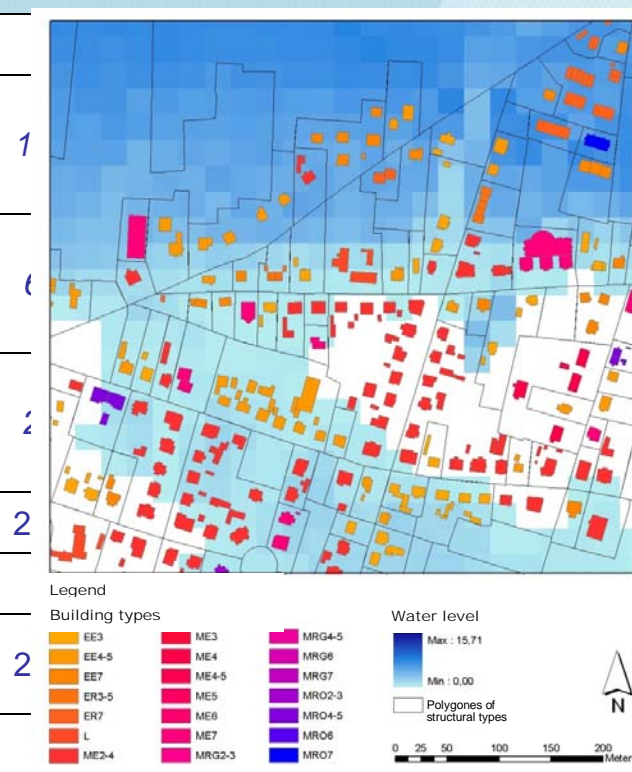 1
6
2
2
2
Legend
Building types
EE3
EE4-5
EE7
ER3-5
ER7
L
ME2-4
ME3
ME4
ME4-5
ME5
ME6
ME7
MRG2-3
MRG4-5
MRG6
MRG7
MRO2-3
MRO4-5
MRO6
MRO7
Water level
Max : 15,71
Min : 0,00
Polygones of
structural types
N
0 25 50 100 150 200
Meter